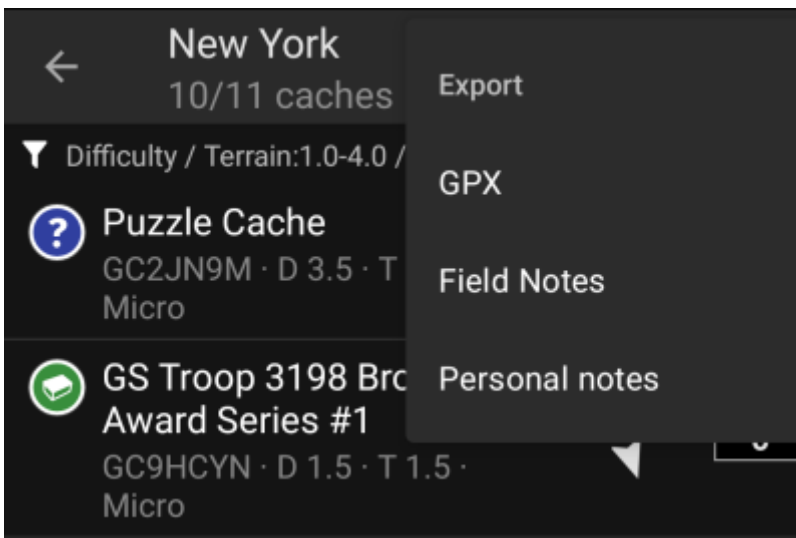 New York
10/11 caches
Difficulty / Terrain:1.0-4.0 /
?
Puzzle Cache
GC2JN9M · D 3.5 · T
Micro
GS Troop 3198 Bro
Award Series #1
GC9HCYN · D 1.5 · T 1.5 ·
Micro
Export
GPX
Field Notes
Personal notes